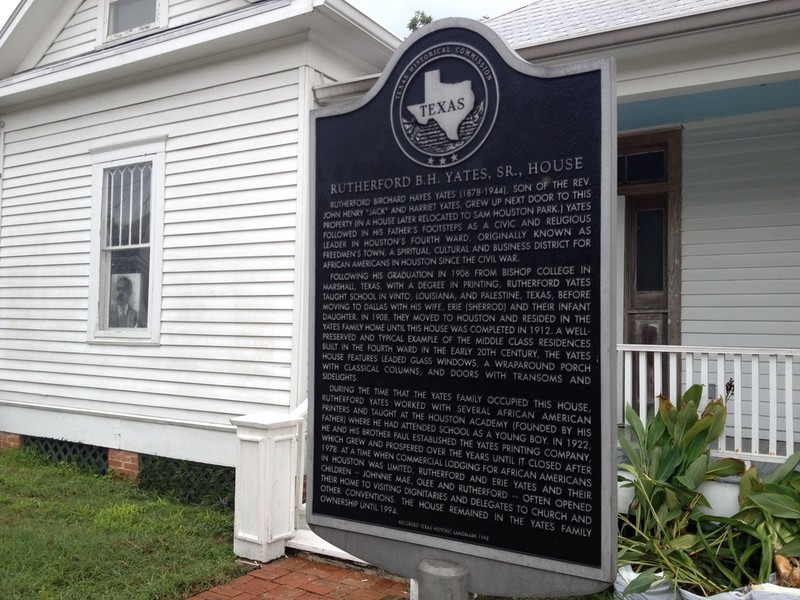 TEXAS HISTORICAL COMMISSION
TEXAS
RUTHERFORD B.H. YATES, SR., HOUSE
RUTHERFORD BIRCHARD HAYES YATES (1878-1944), SON OF THE REV.
JOHN HENRY "JACK" AND HARRIET YATES, GREW UP NEXT DOOR TO THIS
PROPERTY (IN A HOUSE LATER RELOCATED TO SAM HOUSTON PARK.) YATES
FOLLOWED IN HIS FATHER'S FOOTSTEPS AS A CIVIC AND RELIGIOUS
LEADER IN HOUSTON'S FOURTH WARD, ORIGINALLY KNOWN AS
FREEDMEN'S TOWN, A SPIRITUAL, CULTURAL AND BUSINESS DISTRICT FOR
AFRICAN AMERICANS IN HOUSTON SINCE THE CIVIL WAR.
FOLLOWING HIS GRADUATION IN 1906 FROM BISHOP COLLEGE IN
MARSHALL, TEXAS, WITH A DEGREE IN PRINTING, RUTHERFORD YATES
TAUGHT SCHOOL IN VINTO, LOUISIANA, AND PALESTINE, TEXAS, BEFORE
MOVING TO DALLAS WITH HIS WIFE, ERIE (SHERROD) AND THEIR INFANT
DAUGHTER. IN 1908, THEY MOVED TO HOUSTON AND RESIDED IN THE
YATES FAMILY HOME UNTIL THIS HOUSE WAS COMPLETED IN 1912. A WELL-
PRESERVED AND TYPICAL EXAMPLE OF THE MIDDLE CLASS RESIDENCES
BUILT IN THE FOURTH WARD IN THE EARLY 20TH CENTURY, THE YATES
HOUSE FEATURES LEADED GLASS WINDOWS, A WRAPAROUND PORCH
WITH CLASSICAL COLUMNS, AND DOORS WITH TRANSOMS AND
SIDELIGHTS.
DURING THE TIME THAT THE YATES FAMILY OCCUPIED THIS HOUSE,
RUTHERFORD YATES WORKED WITH SEVERAL AFRICAN AMERICAN
PRINTERS AND TAUGHT AT THE HOUSTON ACADEMY (FOUNDED BY HIS
FATHER) WHERE HE HAD ATTENDED SCHOOL AS A YOUNG BOY. IN 1922,
HE AND HIS BROTHER PAUL ESTABLISHED THE YATES PRINTING COMPANY,
WHICH GREW AND PROSPERED OVER THE YEARS UNTIL IT CLOSED AFTER
1978. AT A TIME WHEN COMMERCIAL LODGING FOR AFRICAN AMERICANS
IN HOUSTON WAS LIMITED, RUTHERFORD AND ERIE YATES AND THEIR
CHILDREN -- JOHNNIE MAE, OLEE AND RUTHERFORD -- OFTEN OPENED
THEIR HOME TO VISITING DIGNITARIES AND DELEGATES TO CHURCH AND
OTHER CONVENTIONS. THE HOUSE REMAINED IN THE YATES FAMILY
OWNERSHIP UNTIL 1994.
RECORDED TEXAS HISTORIC LANDMARK-1998